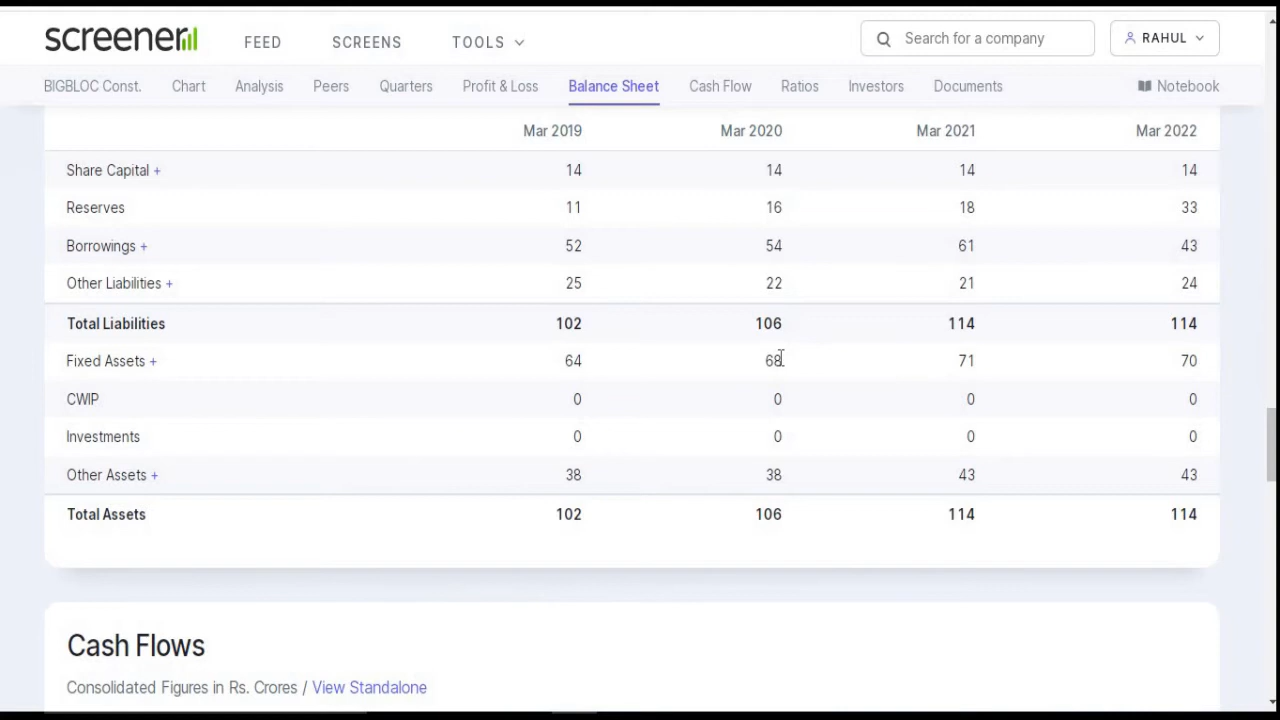 screener FEED SCREENS TOOLS Search for a company RAHUL
BIGBLOC Const. Chart Analysis Peers Quarters Profit & Loss Balance Sheet Cash Flow Ratios Investors Documents Notebook
Mar 2019 Mar 2020 Mar 2021 Mar 2022
Share Capital + 14 14 14 14
Reserves 11 16 18 33
Borrowings + 52 54 61 43
Other Liabilities + 25 22 21 24
Total Liabilities 102 106 114 114
Fixed Assets + 64 68 71 70
CWIP 0 0 0 0
Investments 0 0 0 0
Other Assets + 38 38 43 43
Total Assets 102 106 114 114
Cash Flows
Consolidated Figures in Rs. Crores / View Standalone